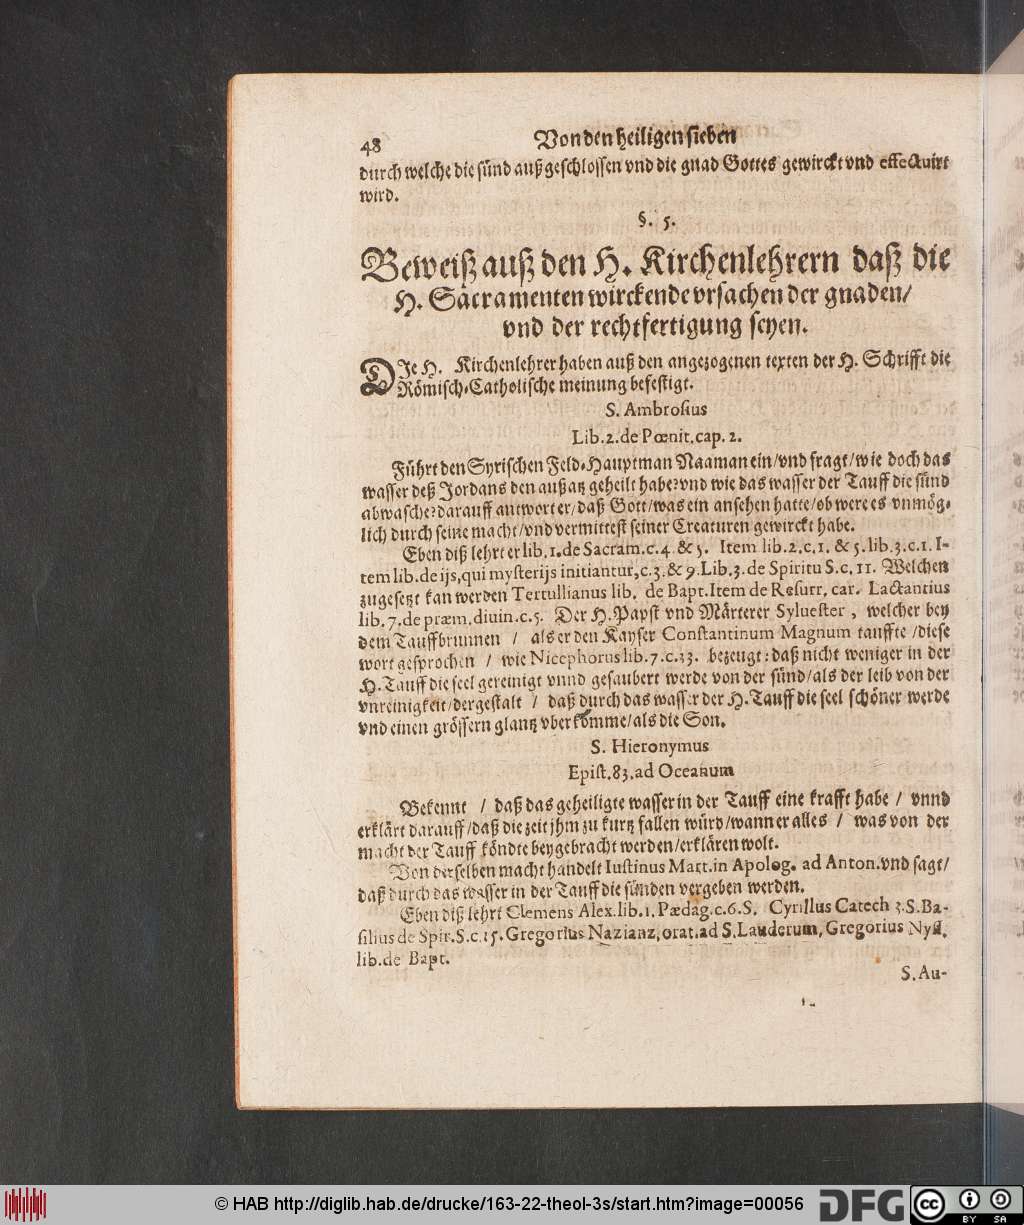 48 Von den heiligen sieben
durch welche die sünd außgeschlossen vnd die gnad Gottes gewirckt vnd effectuirt
wird.
§. 5.
Beweiß auß den H. Kirchenlehrern daß die
H. Sacramenten wirckende vrsachen der gnaden/
vnd der rechtfertigung seyen.
DIe H. Kirchenlehrer haben auß den angezogenen texten der H. Schrifft die
Römisch-Catholische meinung befestigt.
S. Ambrosius
Lib. 2. de Pœnit. cap. 2.
Führt den Syrischen Feld-Hauptman Naaman ein/ vnd fragt/ wie doch das
wasser deß Jordans den außatz geheilt habe? vnd wie das wasser der Tauff die sünd
abwasche? darauff antwort er/ daß Gott/ was ein ansehen hatte/ ob were es vnmög-
lich durch seine macht/ vnd vermittest seiner Creaturen gewirckt habe.
Eben diß lehrt er lib. 1. de Sacram. c. 4. & 5. Item lib. 2. c. 1. & 5. lib. 3. c. 1. I-
tem lib. de ijs, qui mysterijs initiantur, c. 3. & 9. Lib. 3. de Spiritu S. c. 11. Welchen
zugesetzt kan werden Tertullianus lib. de Bapt. Item de Resurr. car. Lactantius
lib. 7. de præm. diuin. c. 5. Der H. Papst vnd Märterer Syluester, welcher bey
dem Tauffbrunnen / als er den Kayser Constantinum Magnum tauffte / diese
wort gesprochen / wie Nicephorus lib. 7. c. 33. bezeugt: daß nicht weniger in der
H. Tauff die seel gereinigt vnnd gesaubert werde von der sünd/ als der leib von der
vnreinigkeit/ dergestalt / daß durch das wasser der H. Tauff die seel schöner werde
vnd einen grössern glantz vberkomme/ als die Son.
S. Hieronymus
Epist. 83. ad Oceanum
Bekennt / daß das geheiligte wasser in der Tauff eine krafft habe / vnnd
erklärt darauff/ daß die zeit jhm zu kurtz fallen würd/ wann er alles / was von der
macht der Tauff köndte beygebracht werden/ erklären wolt.
Von derselben macht handelt Iustinus Mart. in Apolog. ad Anton. vnd sagt/
daß durch das wasser in der Tauff die sünden vergeben werden.
Eben diß lehrt Clemens Alex. lib. 1. Pædag. c. 6. S. Cyrillus Catech 3. S. Ba-
silius de Spir. S. c. 15. Gregorius Nazianz. orat. ad S. Lauderum, Gregorius Nyss.
lib. de Bapt.
S. Au-
© HAB http://diglib.hab.de/drucke/163-22-theol-3s/start.htm?image=00056 DFG cc BY SA